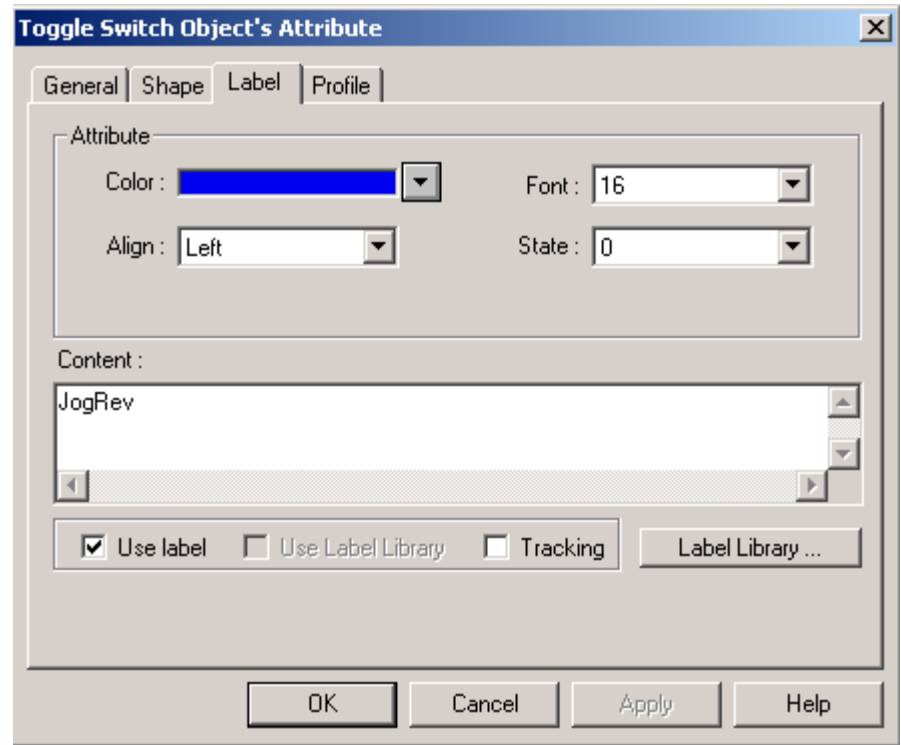 Toggle Switch Object's Attribute
General Shape Label Profile
Attribute
Color : Font : 16
Align : Left State : 0
Content :
JogRev
Use label Use Label Library Tracking Label Library ...
OK Cancel Apply Help